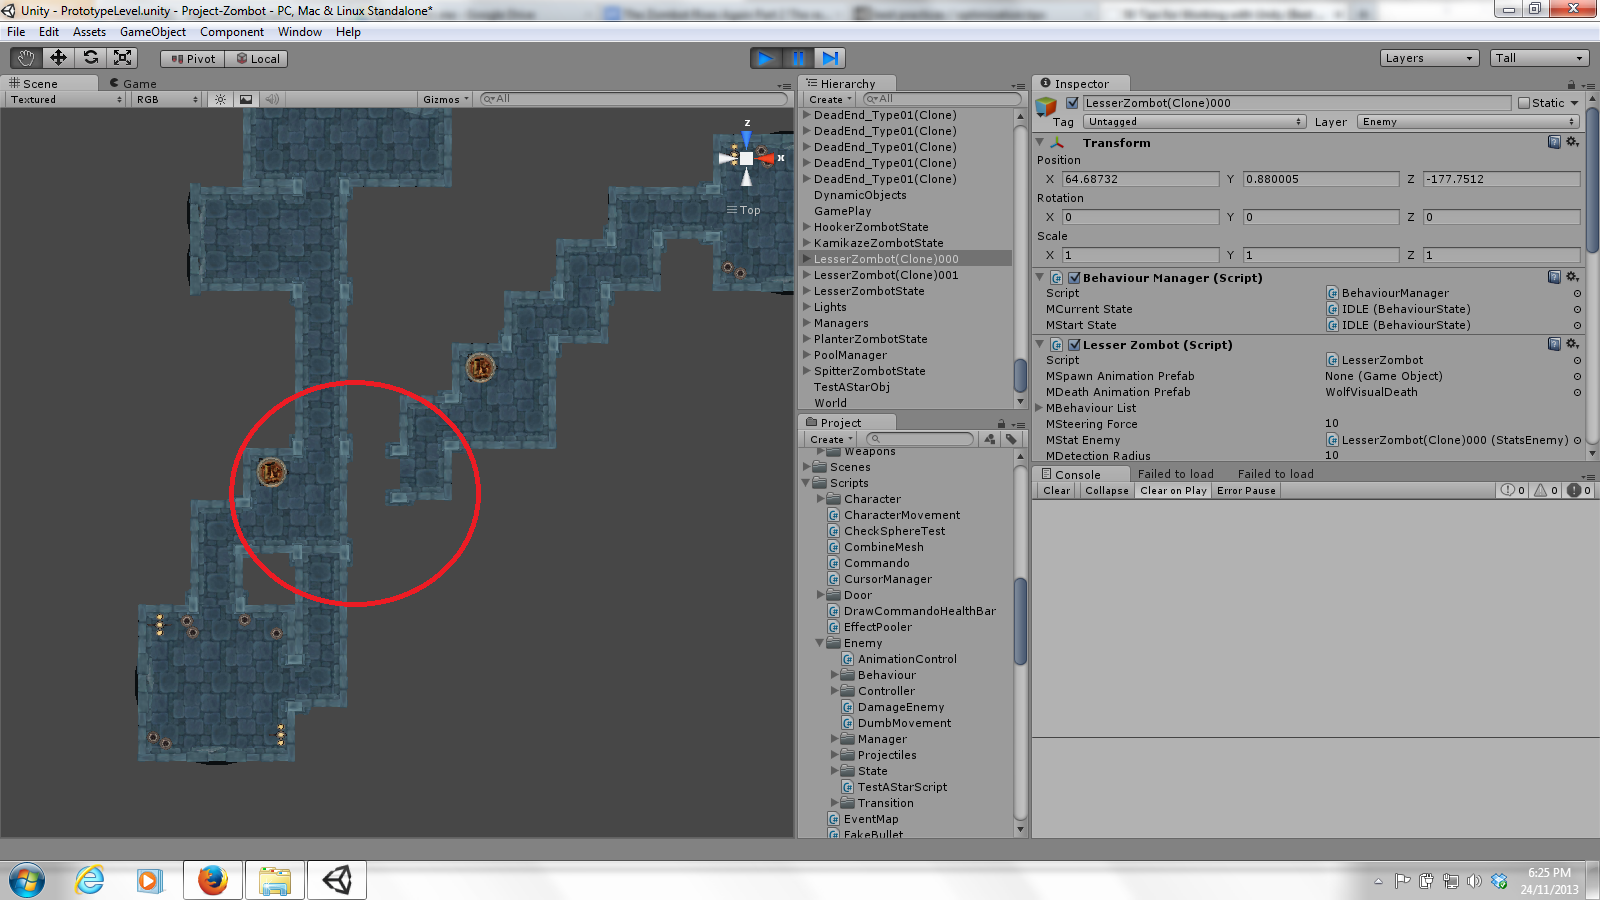 Unity - PrototypeLevel.unity - Project-Zombot - PC, Mac & Linux Standalone*
File Edit Assets GameObject Component Window Help
Pivot Local Layers Tall
Scene Game
Textured RGB Gizmos All
z
x
Top
Hierarchy
Create All
DeadEnd_Type01(Clone)
DeadEnd_Type01(Clone)
DeadEnd_Type01(Clone)
DeadEnd_Type01(Clone)
DeadEnd_Type01(Clone)
DynamicObjects
GamePlay
HookerZombotState
KamikazeZombotState
LesserZombot(Clone)000
LesserZombot(Clone)001
LesserZombotState
Lights
Managers
PlanterZombotState
PoolManager
SpitterZombotState
TestAStarObj
World
Project
Create
Weapons
Scenes
Scripts
Character
CharacterMovement
CheckSphereTest
CombineMesh
Commando
CursorManager
Door
DrawCommandoHealthBar
EffectPooler
Enemy
AnimationControl
Behaviour
Controller
DamageEnemy
DumbMovement
Manager
Projectiles
State
TestAStarScript
Transition
EventMap
FakeBullet
Inspector
LesserZombot(Clone)000 Static
Tag Untagged Layer Enemy
Transform
Position
X 64.68732 Y 0.880005 Z -177.7512
Rotation
X 0 Y 0 Z 0
Scale
X 1 Y 1 Z 1
Behaviour Manager (Script)
Script BehaviourManager
MCurrent State IDLE (BehaviourState)
MStart State IDLE (BehaviourState)
Lesser Zombot (Script)
Script LesserZombot
MSpawn Animation Prefab None (Game Object)
MDeath Animation Prefab WolfVisualDeath
MBehaviour List
MSteering Force 10
MStat Enemy LesserZombot(Clone)000 (StatsEnemy)
MDetection Radius 10
Console Failed to load Failed to load
Clear Collapse Clear on Play Error Pause 0 0 0
6:25 PM
24/11/2013